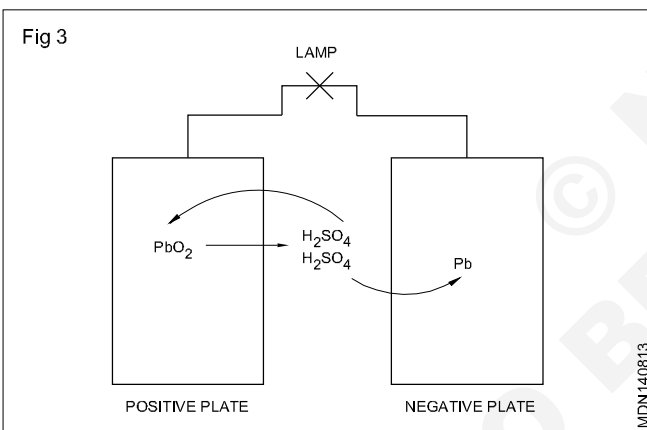 Fig 3
LAMP
PbO₂
H₂SO₄
H₂SO₄
Pb
POSITIVE PLATE
NEGATIVE PLATE
MDN140813
©